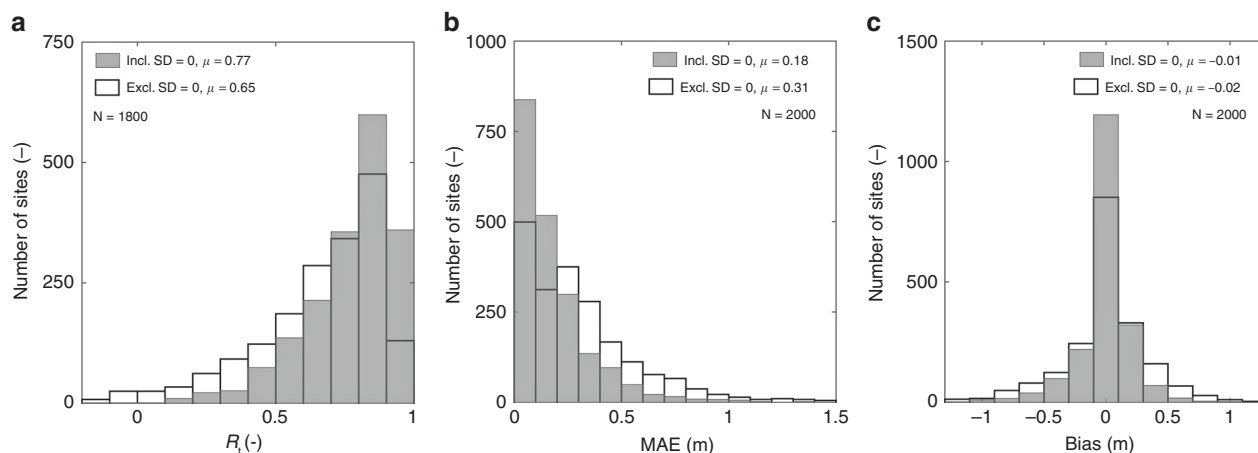 a
750
500
250
0
Number of sites (–)
Incl. SD = 0, μ = 0.77
Excl. SD = 0, μ = 0.65
N = 1800
0
0.5
1
Rt (-)
b
1000
750
500
250
0
Number of sites (–)
Incl. SD = 0, μ = 0.18
Excl. SD = 0, μ = 0.31
N = 2000
0
0.5
1
1.5
MAE (m)
c
1500
1000
500
0
Number of sites (–)
Incl. SD = 0, μ = –0.01
Excl. SD = 0, μ = –0.02
N = 2000
–1
–0.5
0
0.5
1
Bias (m)